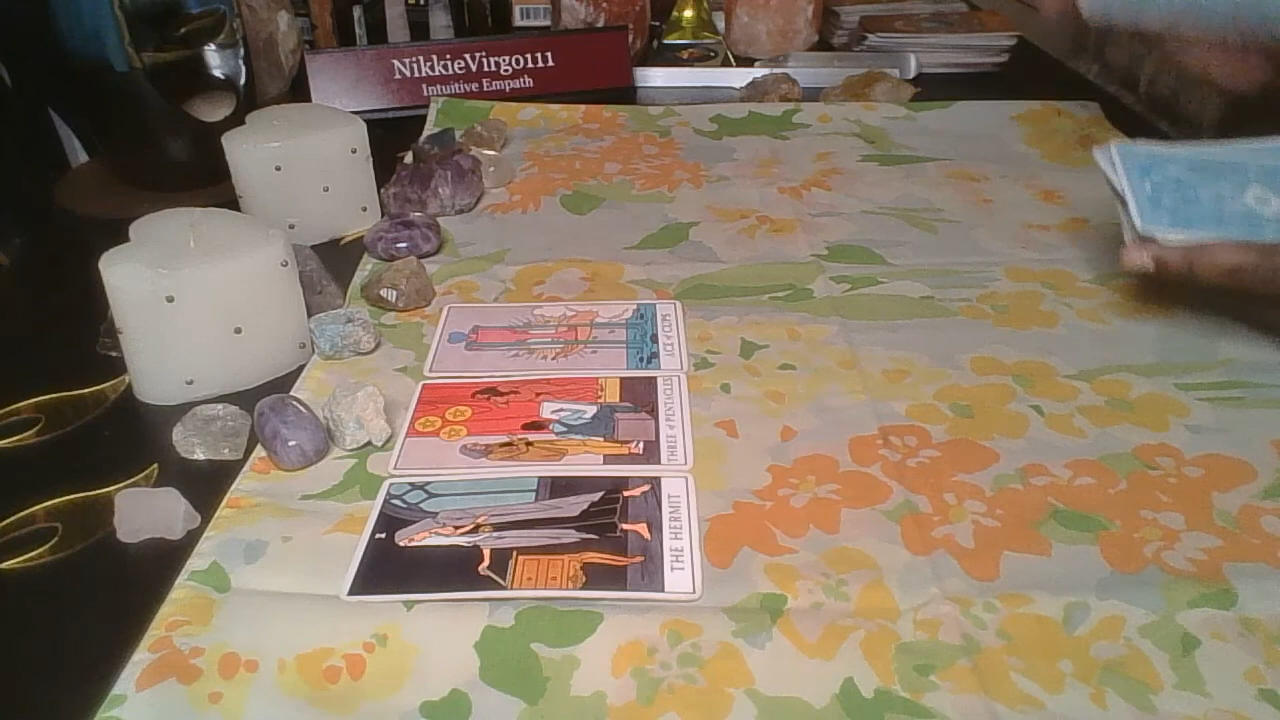 NikkieVirgo111
Intuitive Empath
ACE of CUPS
THREE of PENTACLES
THE HERMIT